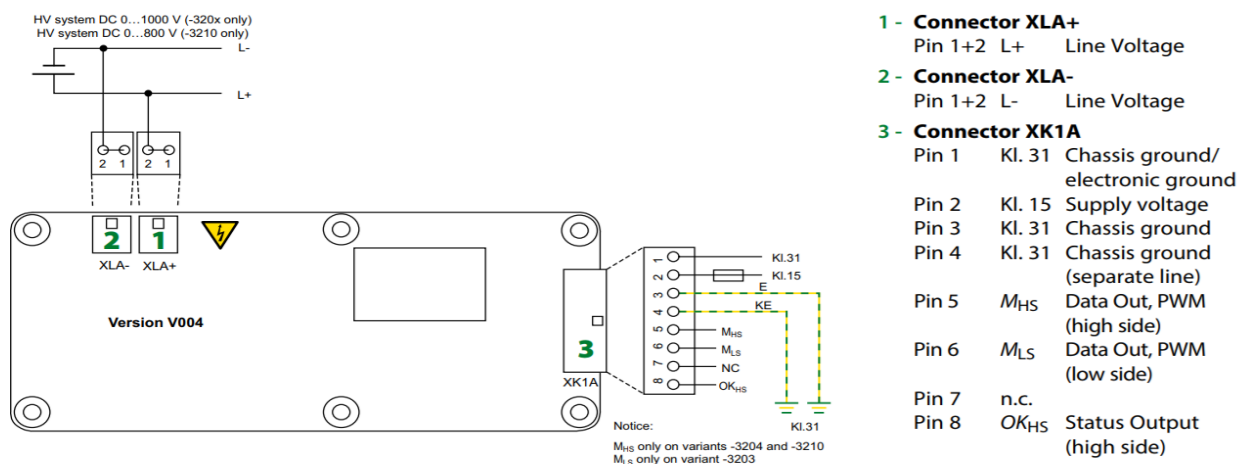 HV system DC 0...1000 V (-320x only)
HV system DC 0...800 V (-3210 only)
L-
L+
2 1 2 1
2 1
XLA- XLA+
Version V004
3
XK1A
1 Kl.31
2 Kl.15
3 E
4 KE
5 MHS
6 MLS
7 NC
8 OKHS
Notice:
Kl.31
MHS only on variants -3204 and -3210
MLS only on variant -3203
1 - Connector XLA+
Pin 1+2 L+ Line Voltage
2 - Connector XLA-
Pin 1+2 L- Line Voltage
3 - Connector XK1A
Pin 1 Kl. 31 Chassis ground/
electronic ground
Pin 2 Kl. 15 Supply voltage
Pin 3 Kl. 31 Chassis ground
Pin 4 Kl. 31 Chassis ground
(separate line)
Pin 5 MHS Data Out, PWM
(high side)
Pin 6 MLS Data Out, PWM
(low side)
Pin 7 n.c.
Pin 8 OKHS Status Output
(high side)